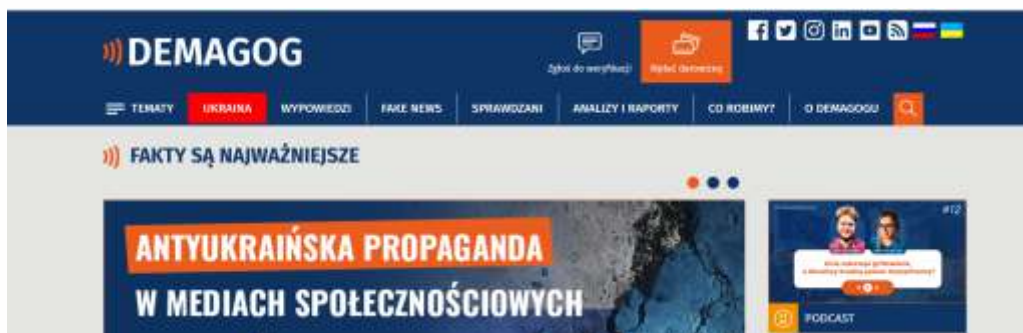 DEMAGOG
Zgłoś do weryfikacji
Wpłać darowiznę
TEMATY
UKRAINA
WYPOWIEDZI
FAKE NEWS
SPRAWDZAM
ANALIZY I RAPORTY
CO ROBIMY?
O DEMAGOGU
FAKTY SĄ NAJWAŻNIEJSZE
ANTYUKRAIŃSKA PROPAGANDA
W MEDIACH SPOŁECZNOŚCIOWYCH
#12
PODCAST